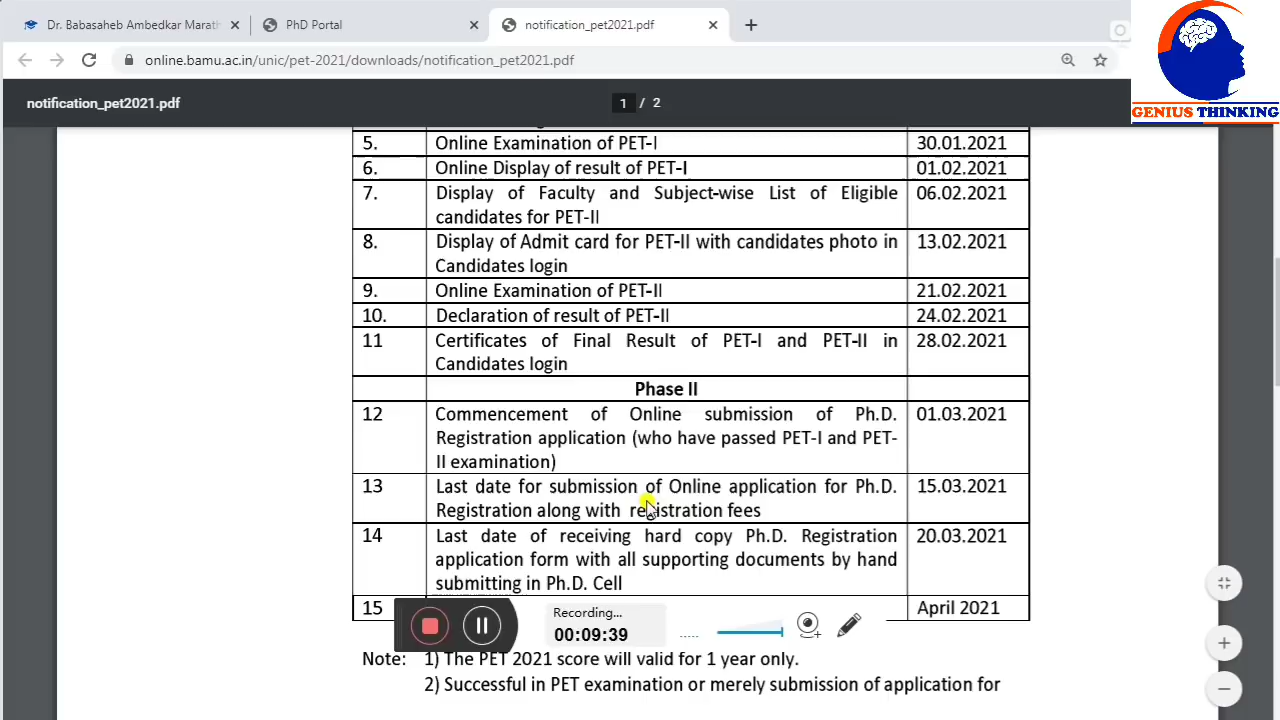 Dr. Babasaheb Ambedkar Marath
PhD Portal
notification_pet2021.pdf
online.bamu.ac.in/unic/pet-2021/downloads/notification_pet2021.pdf
GENIUS THINKING
notification_pet2021.pdf
1 / 2
5. Online Examination of PET-I 30.01.2021
6. Online Display of result of PET-I 01.02.2021
7. Display of Faculty and Subject-wise List of Eligible 06.02.2021
candidates for PET-II
8. Display of Admit card for PET-II with candidates photo in 13.02.2021
Candidates login
9. Online Examination of PET-II 21.02.2021
10. Declaration of result of PET-II 24.02.2021
11 Certificates of Final Result of PET-I and PET-II in 28.02.2021
Candidates login
Phase II
12 Commencement of Online submission of Ph.D. 01.03.2021
Registration application (who have passed PET-I and PET-
II examination)
13 Last date for submission of Online application for Ph.D. 15.03.2021
Registration along with registration fees
14 Last date of receiving hard copy Ph.D. Registration 20.03.2021
application form with all supporting documents by hand
submitting in Ph.D. Cell
15 April 2021
Recording...
00:09:39
Note: 1) The PET 2021 score will valid for 1 year only.
2) Successful in PET examination or merely submission of application for